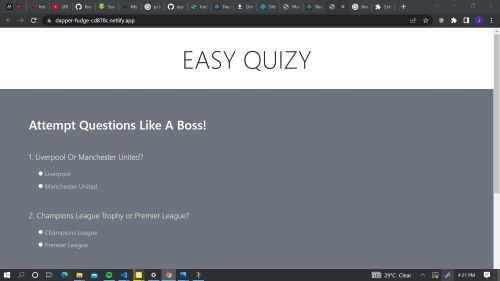 dapper-fudge-cd878c.netlify.app
EASY QUIZY
Attempt Questions Like A Boss!
1. Liverpool Or Manchester United?
Liverpool
Manchester United
2. Champions League Trophy or Premier League?
Champions League
Premier League
29°C Clear
4:21 PM